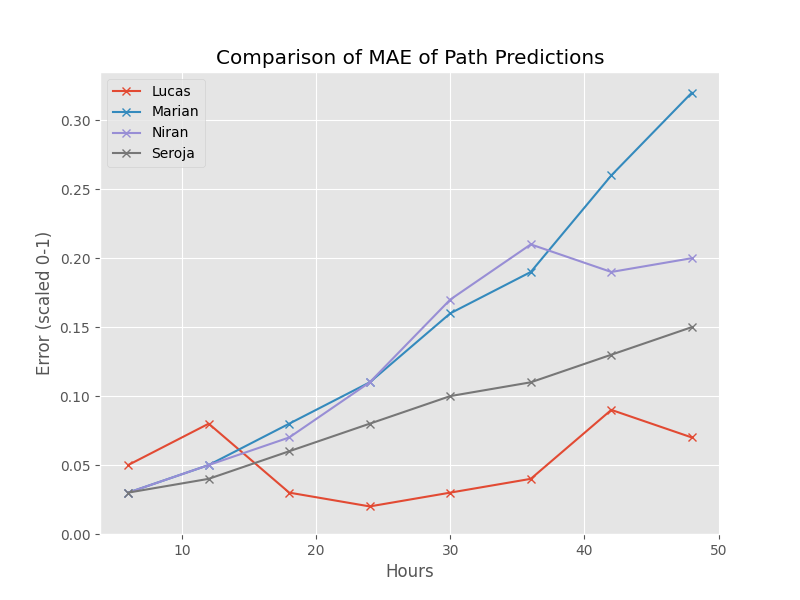 Comparison of MAE of Path Predictions
Lucas
Marian
Niran
Seroja
Error (scaled 0-1)
0.30
0.25
0.20
0.15
0.10
0.05
0.00
10 20 30 40 50
Hours